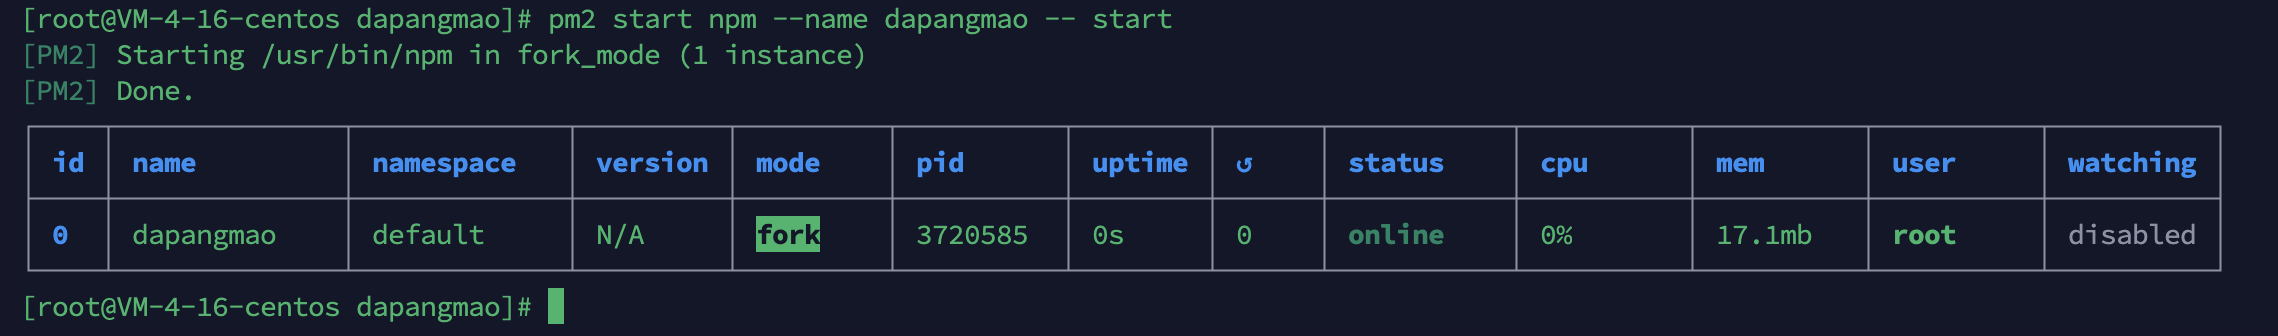 [root@VM-4-16-centos dapangmao]# pm2 start npm --name dapangmao -- start
[PM2] Starting /usr/bin/npm in fork_mode (1 instance)
[PM2] Done.
id name namespace version mode pid uptime ↺ status cpu mem user watching
0 dapangmao default N/A fork 3720585 0s 0 online 0% 17.1mb root disabled
[root@VM-4-16-centos dapangmao]#